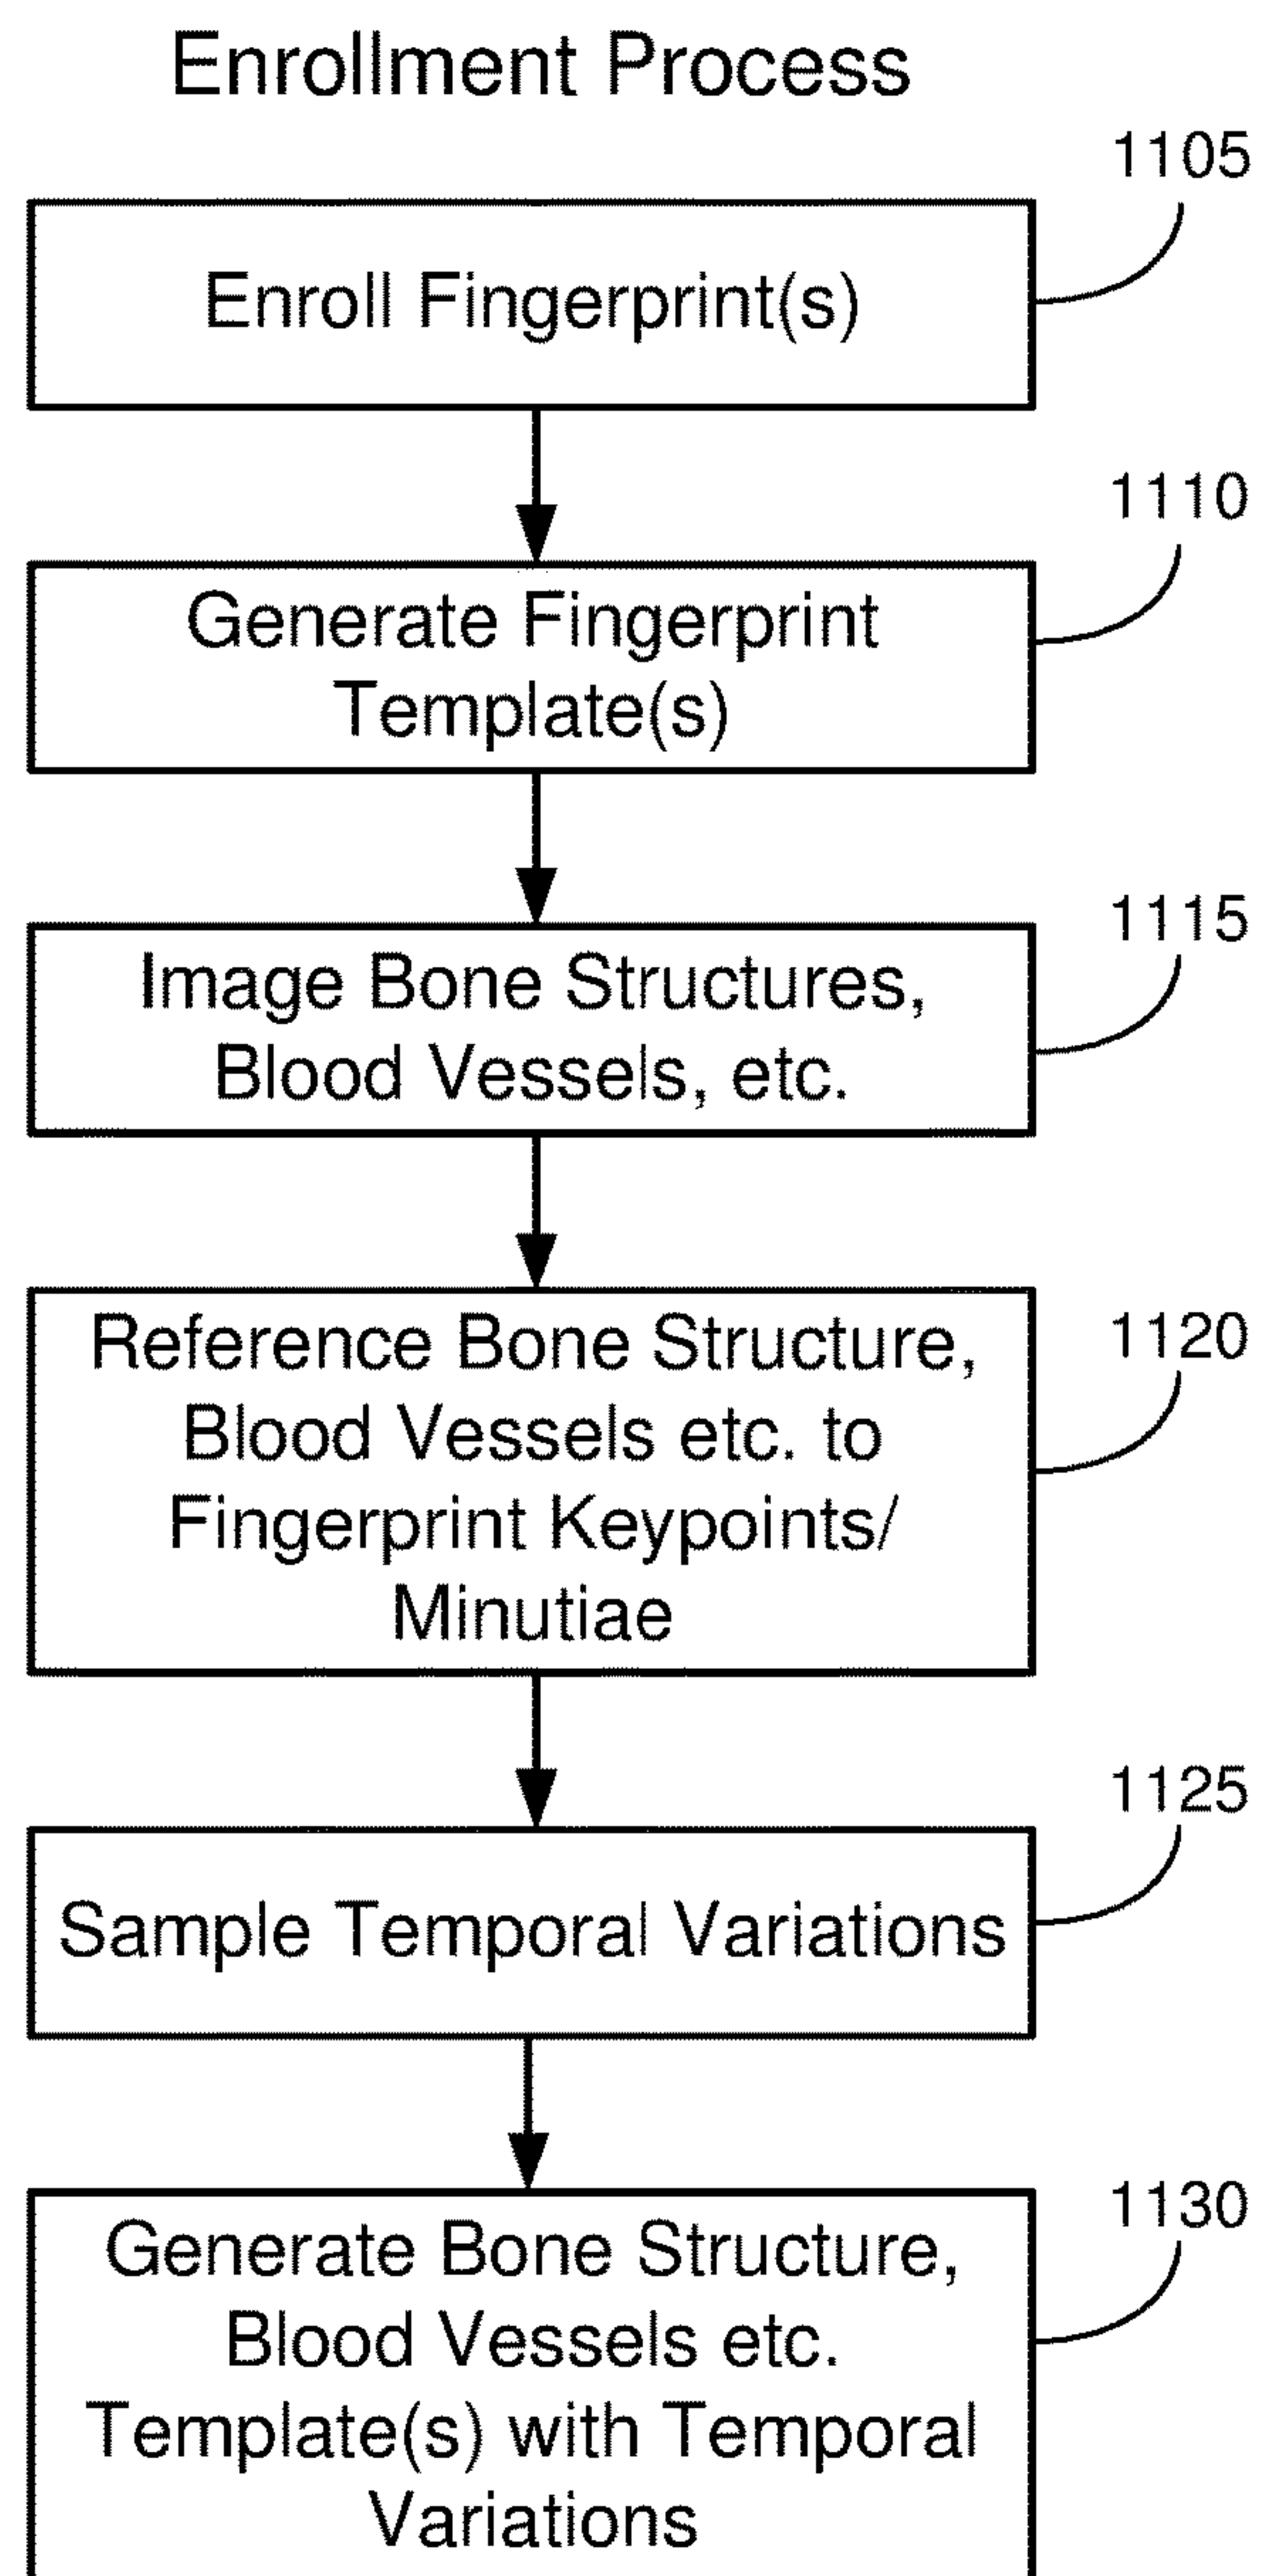 Enrollment Process
1105
Enroll Fingerprint(s)
1110
Generate Fingerprint
Template(s)
1115
Image Bone Structures,
Blood Vessels, etc.
1120
Reference Bone Structure,
Blood Vessels etc. to
Fingerprint Keypoints/
Minutiae
1125
Sample Temporal Variations
1130
Generate Bone Structure,
Blood Vessels etc.
Template(s) with Temporal
Variations